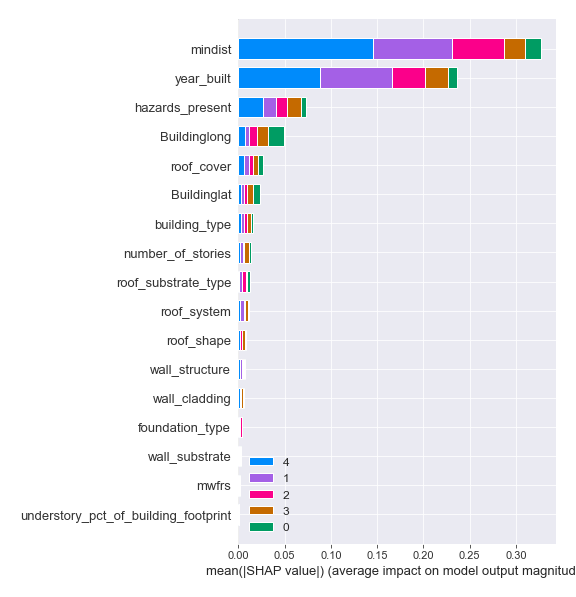 mindist
year_built
hazards_present
Buildinglong
roof_cover
Buildinglat
building_type
number_of_stories
roof_substrate_type
roof_system
roof_shape
wall_structure
wall_cladding
foundation_type
wall_substrate
mwfrs
understory_pct_of_building_footprint
4
1
2
3
0
0.00 0.05 0.10 0.15 0.20 0.25 0.30
mean(|SHAP value|) (average impact on model output magnitud